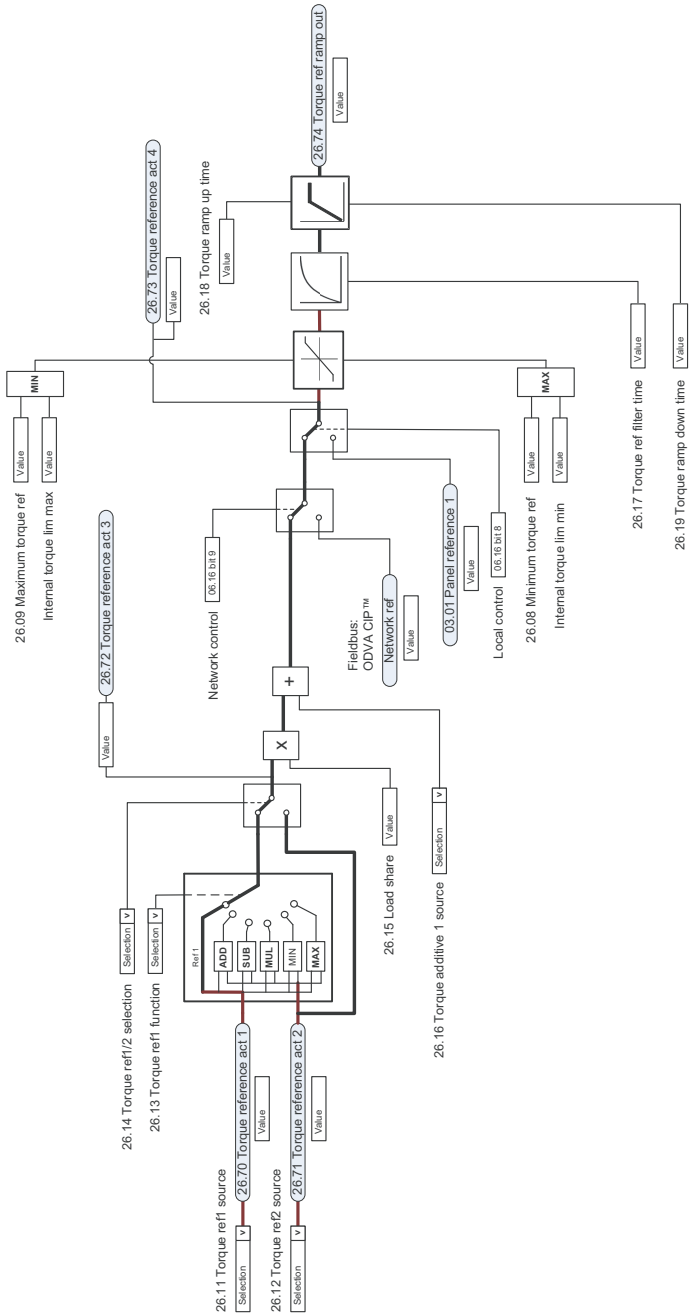 26.11 Torque ref1 source
Selection v
26.70 Torque reference act 1
Value
26.12 Torque ref2 source
Selection v
26.71 Torque reference act 2
Value
26.14 Torque ref1/2 selection
Selection v
26.13 Torque ref1 function
Selection v
Ref1
ADD
SUB
MUL
MIN
MAX
26.72 Torque reference act 3
Value
X
26.15 Load share
Value
+
26.16 Torque additive 1 source
Selection v
Network control
06.16 bit 9
Fieldbus:
ODVA CIP™
Network ref
Value
03.01 Panel reference 1
Value
Local control
06.16 bit 8
26.73 Torque reference act 4
Value
26.09 Maximum torque ref
Value
Internal torque lim max
Value
MIN
26.08 Minimum torque ref
Value
Internal torque lim min
Value
MAX
26.18 Torque ramp up time
Value
26.17 Torque ref filter time
Value
26.19 Torque ramp down time
Value
26.74 Torque ref ramp out
Value